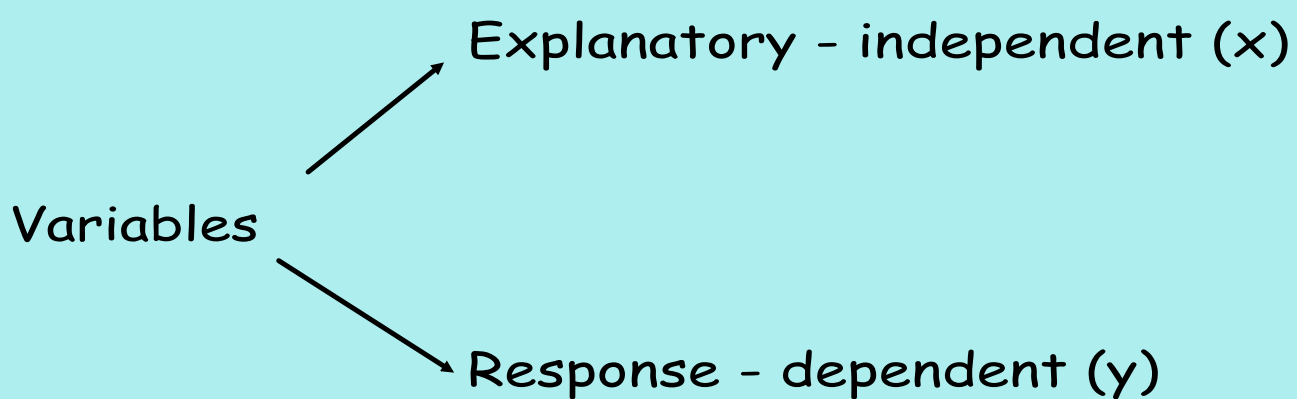 Explanatory - independent (x)
Variables
Response - dependent (y)